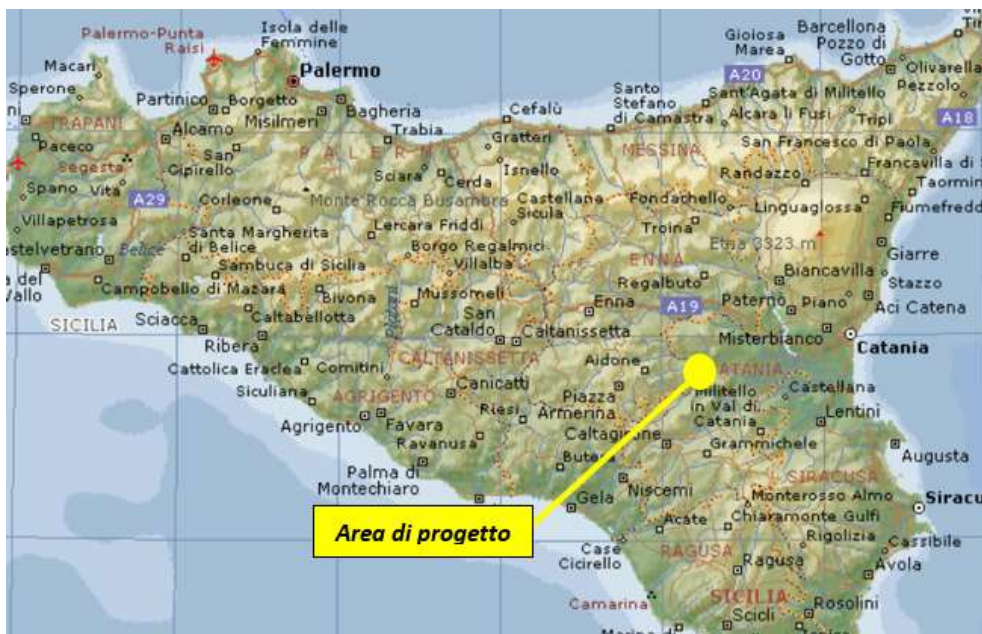 Isola delle
Femmine
Palermo-Punta
Raisi
Palermo
Gioiosa
Marea
Barcellona
Pozzo di
Gotto
Macari
Sperone
Partinico
Borgetto
Misilmeri
Bagheria
Cefalù
Santo
Stefano
di Camastra
A20
Sant'Agata di Militello
Alcara li Fusi
Tripi
Olivarella
Pezzolo
A18
TRAPANI
Paceco
Alcamo
Trabia
Gratteri
MESSINA
San Francesco di Paola
Segesta
San
Cipirello
PALERMO
Isnello
Francavilla di S
Spano
Vita
Sciara
Cerda
Randazzo
Taormin
A29
Corleone
Monte Rocca Busambra
Castellana
Sicula
Fondachello
Linguaglossa
Fiumefredd
Villapetrosa
Santa Margherita
di Belice
Lercara Friddi
Troina
Etna 3323 m
astelvetrano
Belice
Borgo Regalmici
ENNA
Giarre
a del
Vallo
Sambuca di Sicilia
Villalba
Regalbuto
Biancavilla
Stazzo
Campobello di Mazara
Bivona
Mussomeli
Enna
A19
Paterno
Piano
Aci Catena
SICILIA
Sciacca
Caltabellotta
Platani
San
Cataldo
Caltanissetta
Misterbianco
Catania
Ribera
CALTANISSETTA
Aidone
Cattolica Eraclea
Comitini
ATANIA
Siculiana
AGRIGENTO
Canicatti
Piazza
Armerina
Militello
in Val di
Catania
Castellana
Agrigento
Favara
Riesi
Lentini
Ravanusa
Caltagirone
Grammichele
Palma di
Montechiaro
Butera
SIRACUSA
Augusta
Gela
Niscemi
Monterosso Almo
Siracu
Area di progetto
Acate
Chiaramonte Gulfi
Case
Cicirello
RAGUSA
Rigolizia
Cassibile
Ragusa
Avola
Camarina
SICILIA
Scicli
Rosolini
Marina di